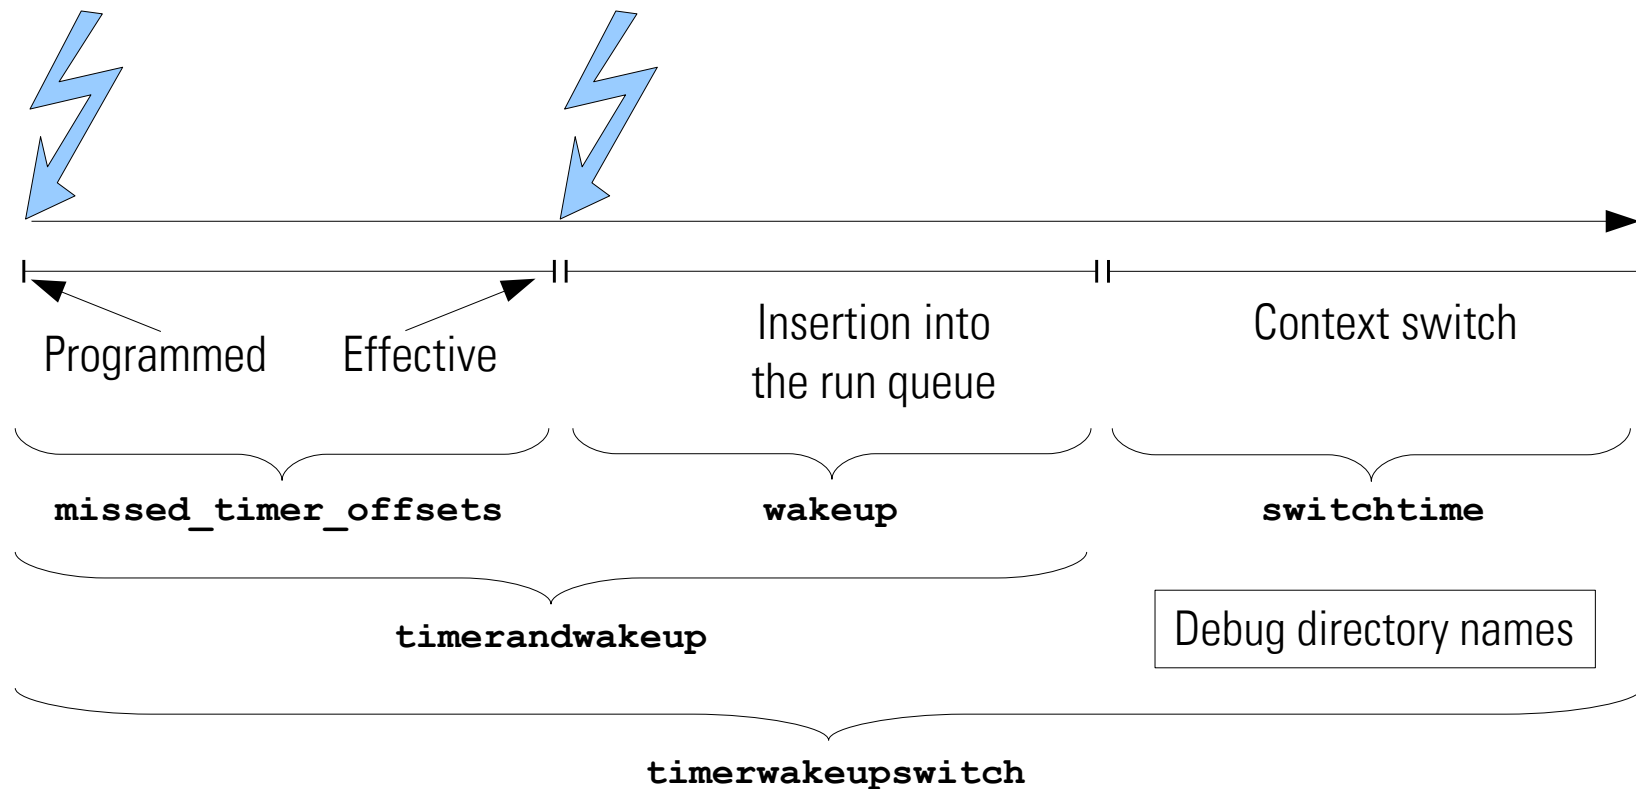 Programmed
Effective
Insertion into
the run queue
Context switch
missed_timer_offsets
wakeup
switchtime
timerandwakeup
Debug directory names
timerwakeupswitch